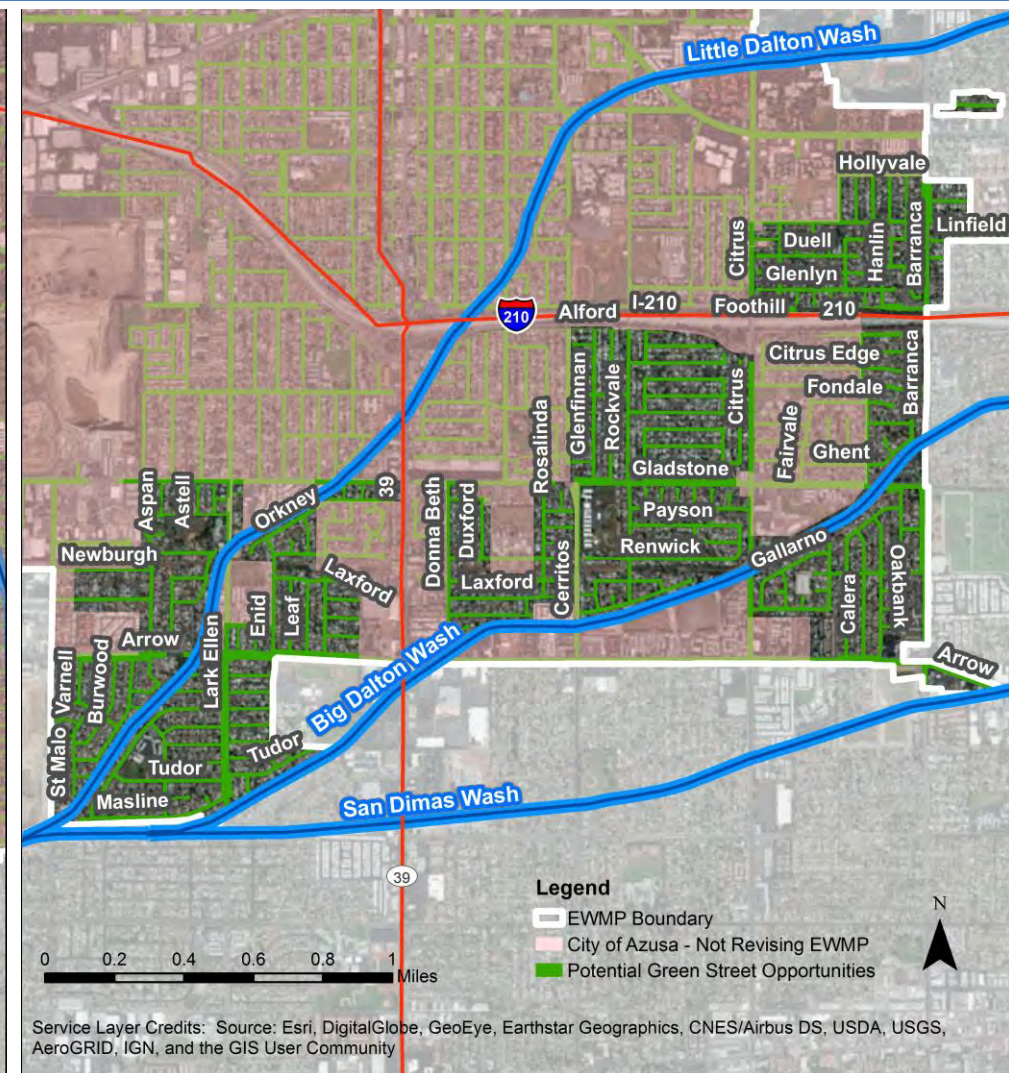 Little Dalton Wash
Hollyvale
Linfield
Citrus
Duell
Hanlin
Barranca
Glenlyn
210
Alford
I-210
Foothill
210
Citrus Edge
Glenfinnan
Rockvale
Citrus
Fondale
Barranca
Fairvale
Rosalinda
Ghent
Gladstone
Aspan
Astell
Orkney
39
Donna Beth
Duxford
Payson
Renwick
Gallarno
Newburgh
Laxford
Laxford
Cerritos
Oakbank
Calera
Enid
Leaf
Arrow
Lark Ellen
Varnell
Burwood
Arrow
Big Dalton Wash
St Malo
Tudor
Tudor
Masline
San Dimas Wash
39
Legend
EWMP Boundary
City of Azusa - Not Revising EWMP
Potential Green Street Opportunities
N
0 0.2 0.4 0.6 0.8 1
Miles
Service Layer Credits: Source: Esri, DigitalGlobe, GeoEye, Earthstar Geographics, CNES/Airbus DS, USDA, USGS,
AeroGRID, IGN, and the GIS User Community